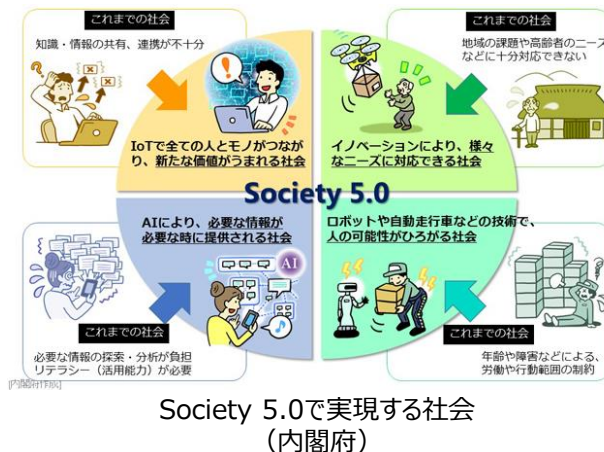 これまでの社会
知識・情報の共有、連携が不十分
IoTで全ての人とモノがつなが
り、新たな価値がうまれる社会
これまでの社会
地域の課題や高齢者のニーズ
などに十分対応できない
イノベーションにより、様々
なニーズに対応できる社会
Society 5.0
AIにより、必要な情報が
必要な時に提供される社会
AI
これまでの社会
必要な情報の探索・分析が負担
リテラシー（活用能力）が必要
ロボットや自動走行車などの技術で、
人の可能性がひろがる社会
これまでの社会
年齢や障害などによる、
労働や行動範囲の制約
[内閣府作成]
Society 5.0で実現する社会
（内閣府）